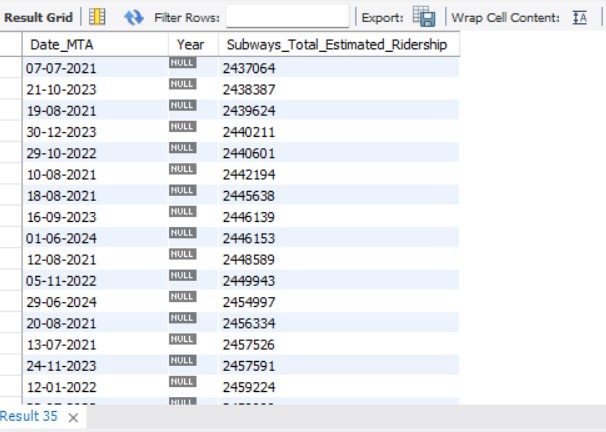 Result Grid Filter Rows: Export: Wrap Cell Content: IA
Date_MTA Year Subways_Total_Estimated_Ridership
07-07-2021 NULL 2437064
21-10-2023 NULL 2438387
19-08-2021 NULL 2439624
30-12-2023 NULL 2440211
29-10-2022 NULL 2440601
10-08-2021 NULL 2442194
18-08-2021 NULL 2445638
16-09-2023 NULL 2446139
01-06-2024 NULL 2446153
12-08-2021 NULL 2448589
05-11-2022 NULL 2449943
29-06-2024 NULL 2454997
20-08-2021 NULL 2456334
13-07-2021 NULL 2457526
24-11-2023 NULL 2457591
12-01-2022 NULL 2459224
NULL
Result 35